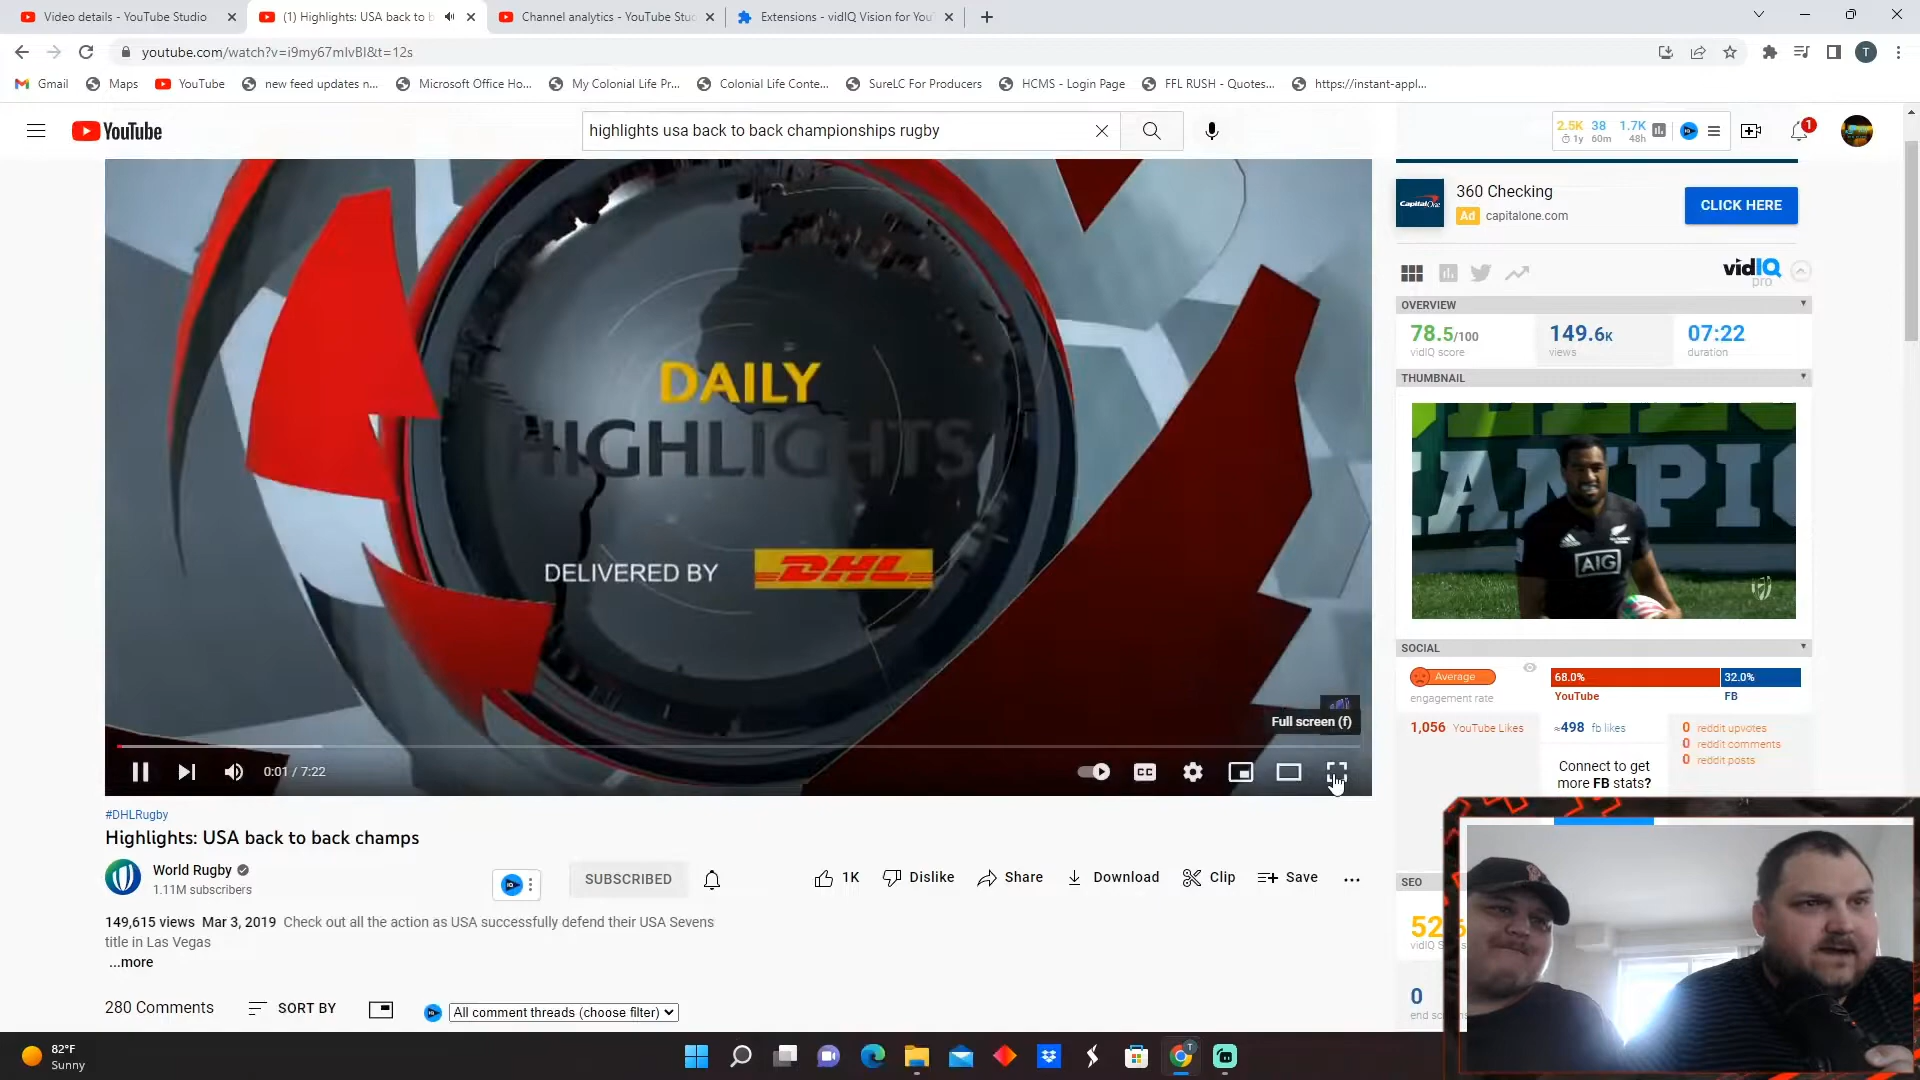 Video details - YouTube Studio
(1) Highlights: USA back to b
Channel analytics - YouTube Stu
Extensions - vidIQ Vision for You
youtube.com/watch?v=i9my67mIvBI&t=12s
Gmail
Maps
YouTube
new feed updates n...
Microsoft Office Ho...
My Colonial Life Pr...
Colonial Life Conte...
SureLC For Producers
HCMS - Login Page
FFL RUSH - Quotes...
https://instant-appl...
YouTube
highlights usa back to back championships rugby
2.5K 38 1.7K
1y 60m 48h
1
DAILY
HIGHLIGHTS
DELIVERED BY DHL
Full screen (f)
0:01 / 7:22
CC
#DHLRugby
Highlights: USA back to back champs
World Rugby
1.11M subscribers
SUBSCRIBED
1K
Dislike
Share
Download
Clip
Save
149,615 views Mar 3, 2019 Check out all the action as USA successfully defend their USA Sevens
title in Las Vegas
...more
280 Comments
SORT BY
All comment threads (choose filter)
Capital One
360 Checking
Ad capitalone.com
CLICK HERE
vidIQ
pro
OVERVIEW
78.5/100
vidIQ score
149.6K
views
07:22
duration
THUMBNAIL
AIG
SOCIAL
Average
engagement rate
68.0%
YouTube
32.0%
FB
1,056 YouTube Likes
≈498 fb likes
0 reddit upvotes
0 reddit comments
0 reddit posts
Connect to get
more FB stats?
SEO
0
82°F
Sunny